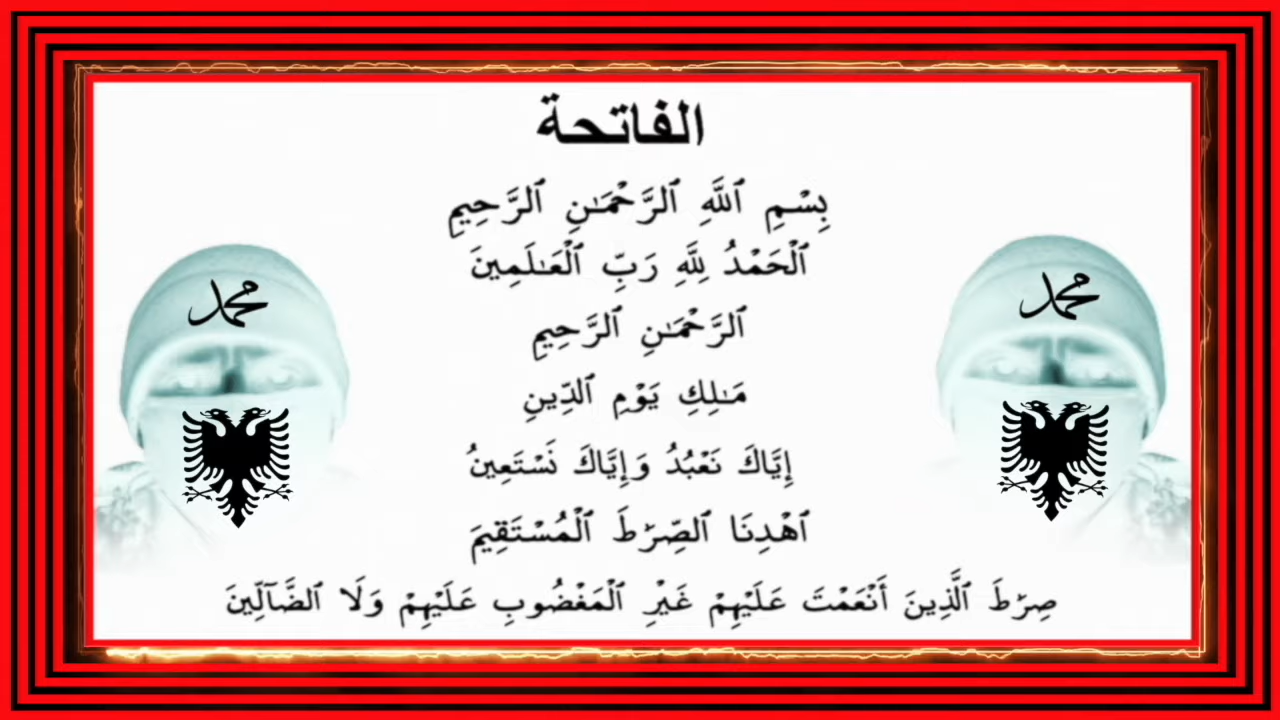 الفاتحة
بِسْمِ ٱللَّهِ ٱلرَّحْمَـٰنِ ٱلرَّحِيمِ
ٱلْحَمْدُ لِلَّهِ رَبِّ ٱلْعَـٰلَمِينَ
ٱلرَّحْمَـٰنِ ٱلرَّحِيمِ
مَـٰلِكِ يَوْمِ ٱلدِّينِ
إِيَّاكَ نَعْبُدُ وَإِيَّاكَ نَسْتَعِينُ
ٱهْدِنَا ٱلصِّرَٰطَ ٱلْمُسْتَقِيمَ
صِرَٰطَ ٱلَّذِينَ أَنْعَمْتَ عَلَيْهِمْ غَيْرِ ٱلْمَغْضُوبِ عَلَيْهِمْ وَلَا ٱلضَّآلِّينَ
محمد
محمد